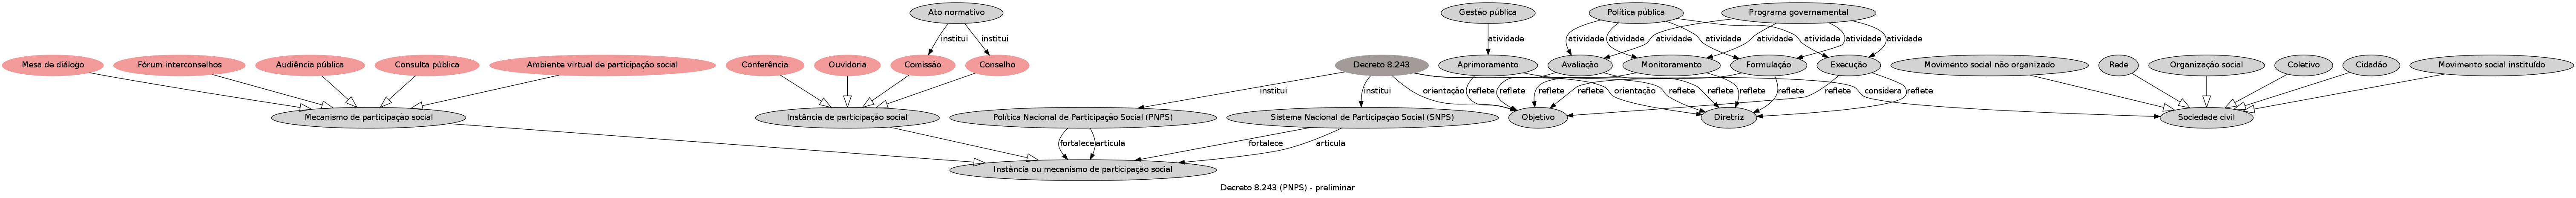 Ato normativo
Gestão pública
Política pública
Programa governamental
institui
institui
atividade
atividade
atividade
atividade
atividade
atividade
atividade
atividade
atividade
Mesa de diálogo
Fórum interconselhos
Audiência pública
Consulta pública
Ambiente virtual de participação social
Conferência
Ouvidoria
Comissão
Conselho
Decreto 8.243
Aprimoramento
Avaliação
Monitoramento
Formulação
Execução
Movimento social não organizado
Rede
Organização social
Coletivo
Cidadão
Movimento social instituído
institui
institui
orientação
reflete
reflete
reflete
reflete
orientação
reflete
reflete
reflete
reflete
reflete
considera
reflete
Mecanismo de participação social
Instância de participação social
Política Nacional de Participação Social (PNPS)
Sistema Nacional de Participação Social (SNPS)
Objetivo
Diretriz
Sociedade civil
fortalece
articula
fortalece
articula
Instância ou mecanismo de participação social
Decreto 8.243 (PNPS) - preliminar